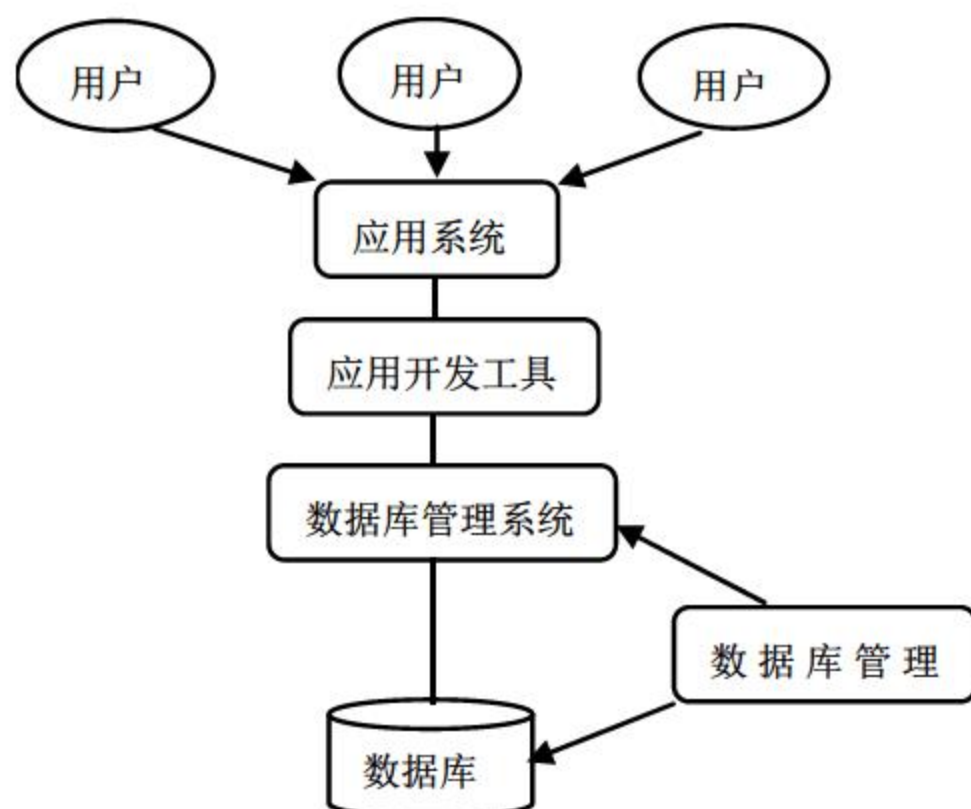 用户
用户
用户
应用系统
应用开发工具
数据库管理系统
数据库管理
数据库